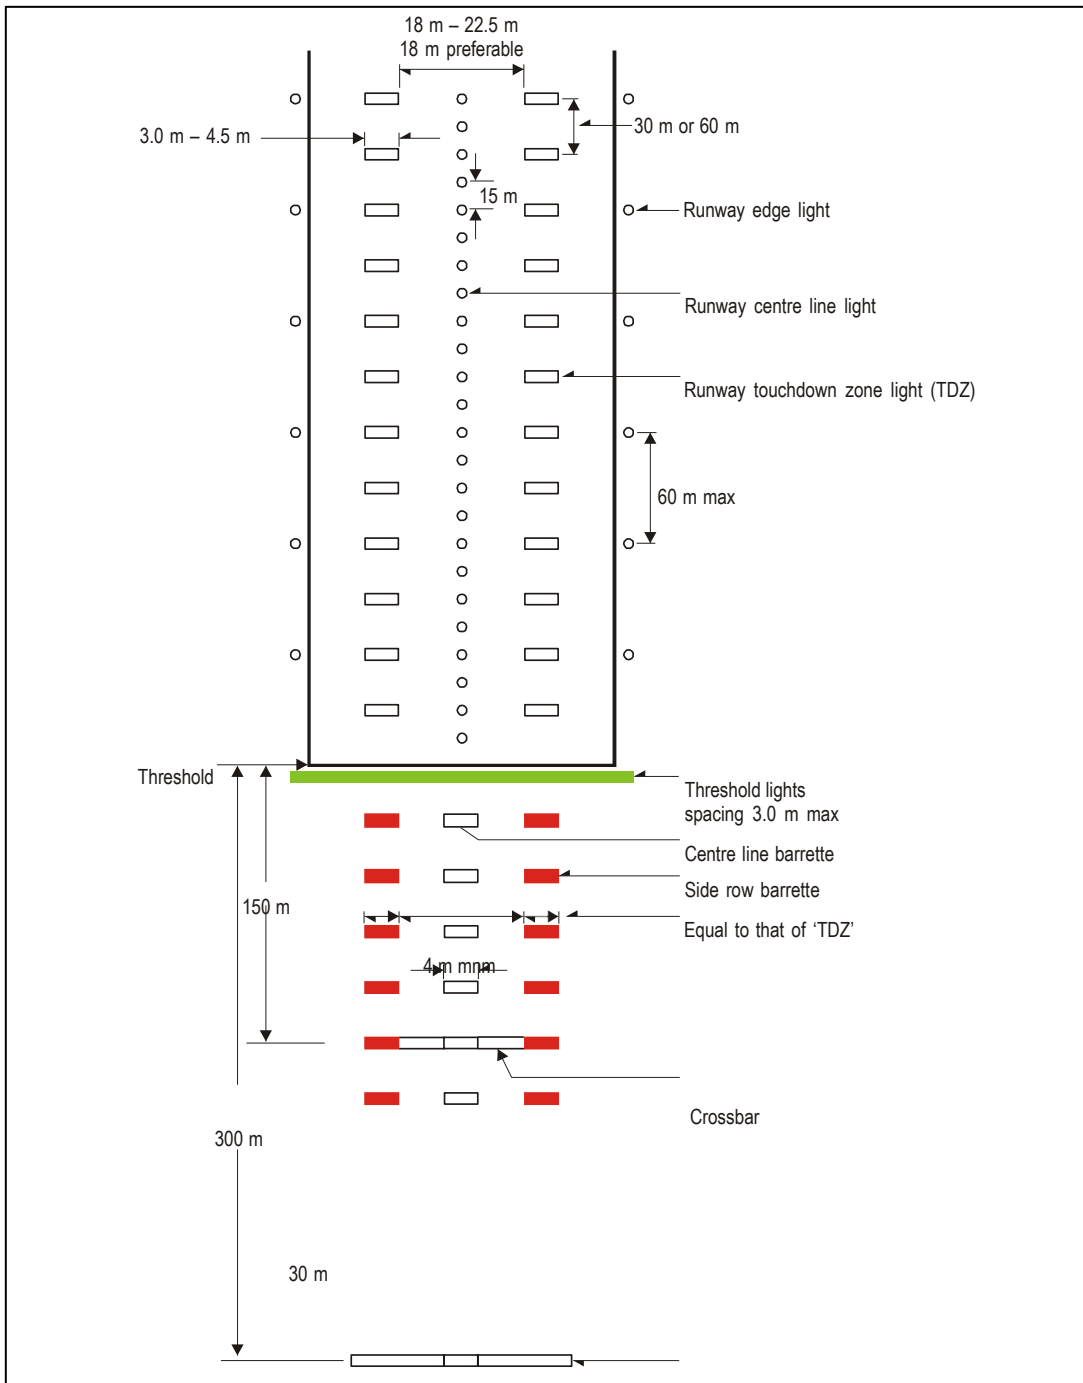 18 m – 22.5 m
18 m preferable
3.0 m – 4.5 m
30 m or 60 m
15 m
Runway edge light
Runway centre line light
Runway touchdown zone light (TDZ)
60 m max
Threshold
Threshold lights
spacing 3.0 m max
Centre line barrette
Side row barrette
150 m
Equal to that of ‘TDZ’
4 m mnm
Crossbar
300 m
30 m